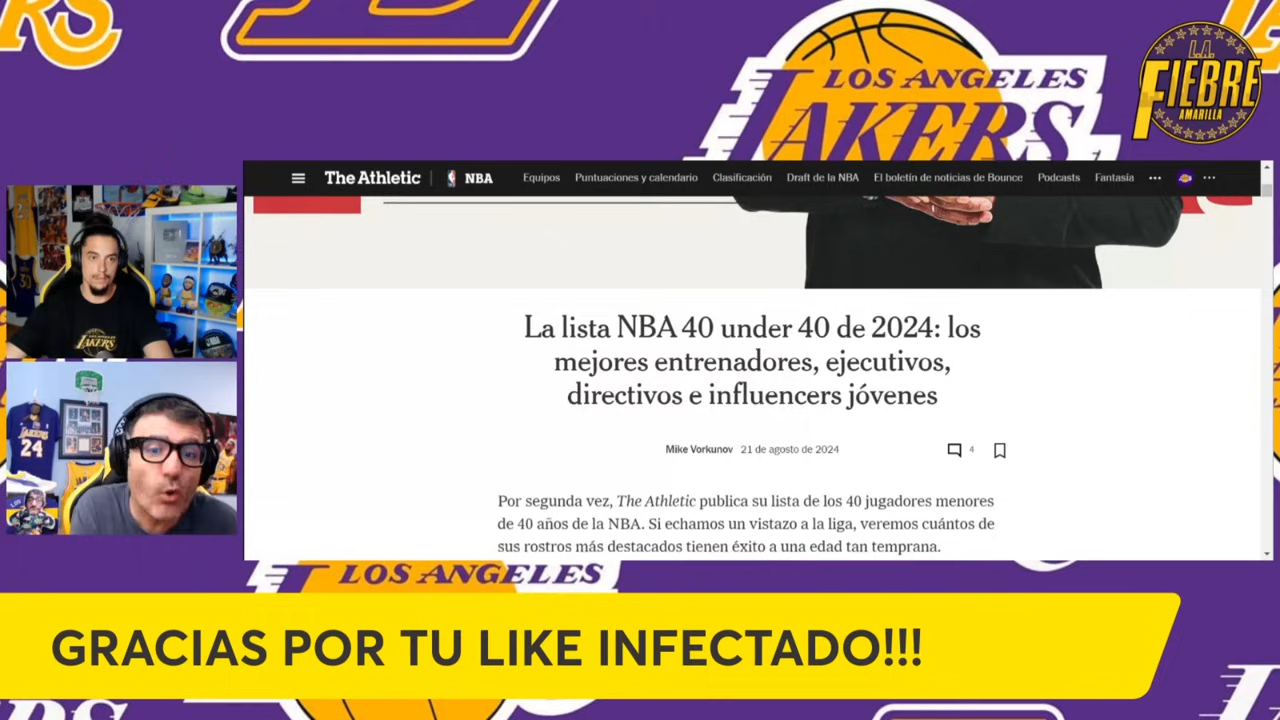 LOS ANGELES
LAKERS
L.A.
FIEBRE
AMARILLA
The Athletic
NBA
Equipos
Puntuaciones y calendario
Clasificación
Draft de la NBA
El boletín de noticias de Bounce
Podcasts
Fantasía
La lista NBA 40 under 40 de 2024: los
mejores entrenadores, ejecutivos,
directivos e influencers jóvenes
Mike Vorkunov 21 de agosto de 2024
4
Por segunda vez, The Athletic publica su lista de los 40 jugadores menores
de 40 años de la NBA. Si echamos un vistazo a la liga, veremos cuántos de
sus rostros más destacados tienen éxito a una edad tan temprana.
LAKERS
LAKERS
24
LOS ANGELES
GRACIAS POR TU LIKE INFECTADO!!!